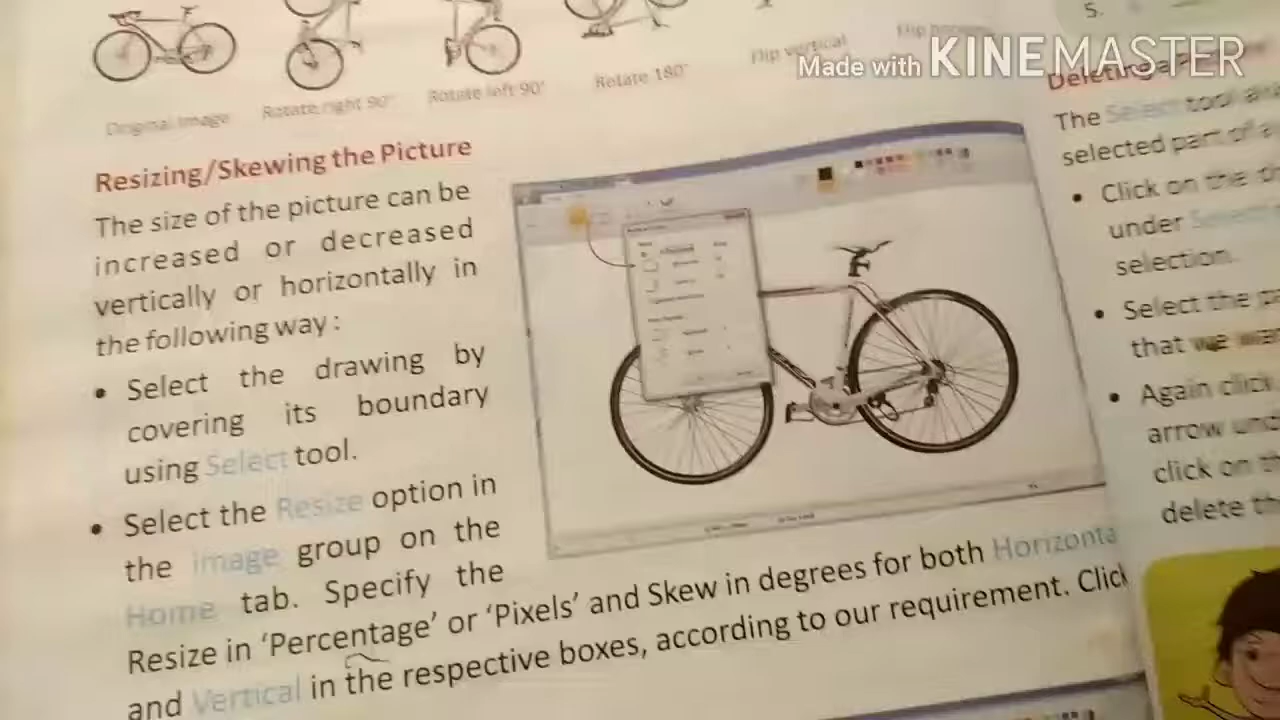 Made with KINEMASTER
Original Image
Rotate right 90°
Rotate left 90°
Rotate 180°
Flip vertical
Flip
Resizing/Skewing the Picture
The size of the picture can be
increased or decreased
vertically or horizontally in
the following way:
• Select the drawing by
covering its boundary
using Select tool.
• Select the Resize option in
the Image group on the
Home tab. Specify the
Resize in 'Percentage' or 'Pixels' and Skew in degrees for both Horizonta
and Vertical in the respective boxes, according to our requirement. Click
5.
Deleting a
The Select tool
selected part of a
• Click on the
under
selection.
• Select the
that we
• Again click
arrow
click on
delete